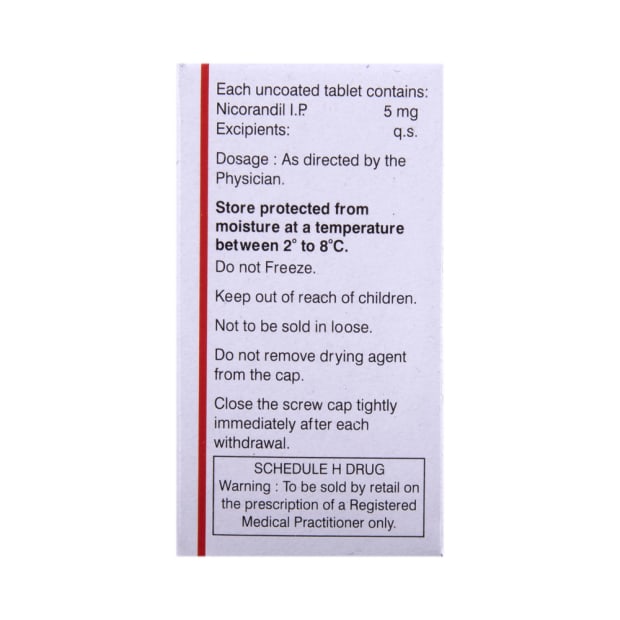 Each uncoated tablet contains:
Nicorandil I.P. 5 mg
Excipients: q.s.
Dosage : As directed by the
Physician.
Store protected from
moisture at a temperature
between 2° to 8°C.
Do not Freeze.
Keep out of reach of children.
Not to be sold in loose.
Do not remove drying agent
from the cap.
Close the screw cap tightly
immediately after each
withdrawal.
SCHEDULE H DRUG
Warning : To be sold by retail on
the prescription of a Registered
Medical Practitioner only.